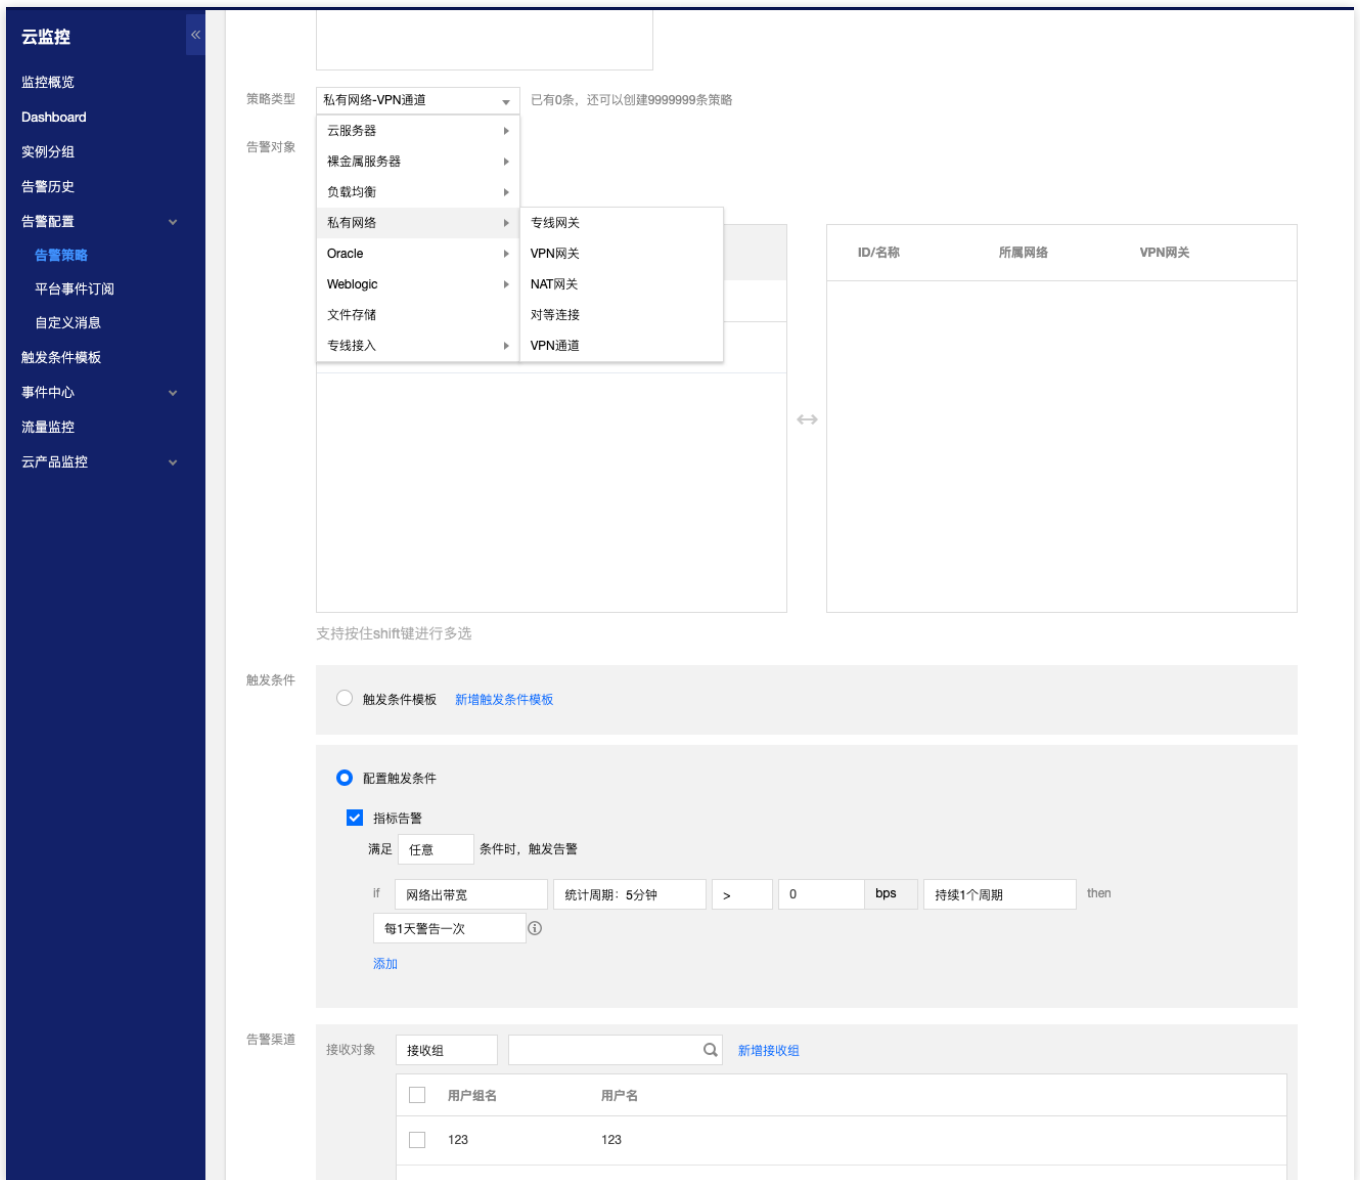 云监控
监控概览
Dashboard
实例分组
告警历史
告警配置
告警策略
平台事件订阅
自定义消息
触发条件模板
事件中心
流量监控
云产品监控
策略类型 私有网络-VPN通道 已有0条，还可以创建9999999条策略
告警对象
云服务器
裸金属服务器
负载均衡
私有网络
Oracle
Weblogic
文件存储
专线接入
专线网关
VPN网关
NAT网关
对等连接
VPN通道
ID/名称 所属网络 VPN网关
支持按住shift键进行多选
触发条件 触发条件模板 新增触发条件模板
配置触发条件
指标告警
满足 任意 条件时，触发告警
if 网络出带宽 统计周期：5分钟 > 0 bps 持续1个周期 then
每1天警告一次
添加
告警渠道 接收对象 接收组 新增接收组
用户组名 用户名
123 123